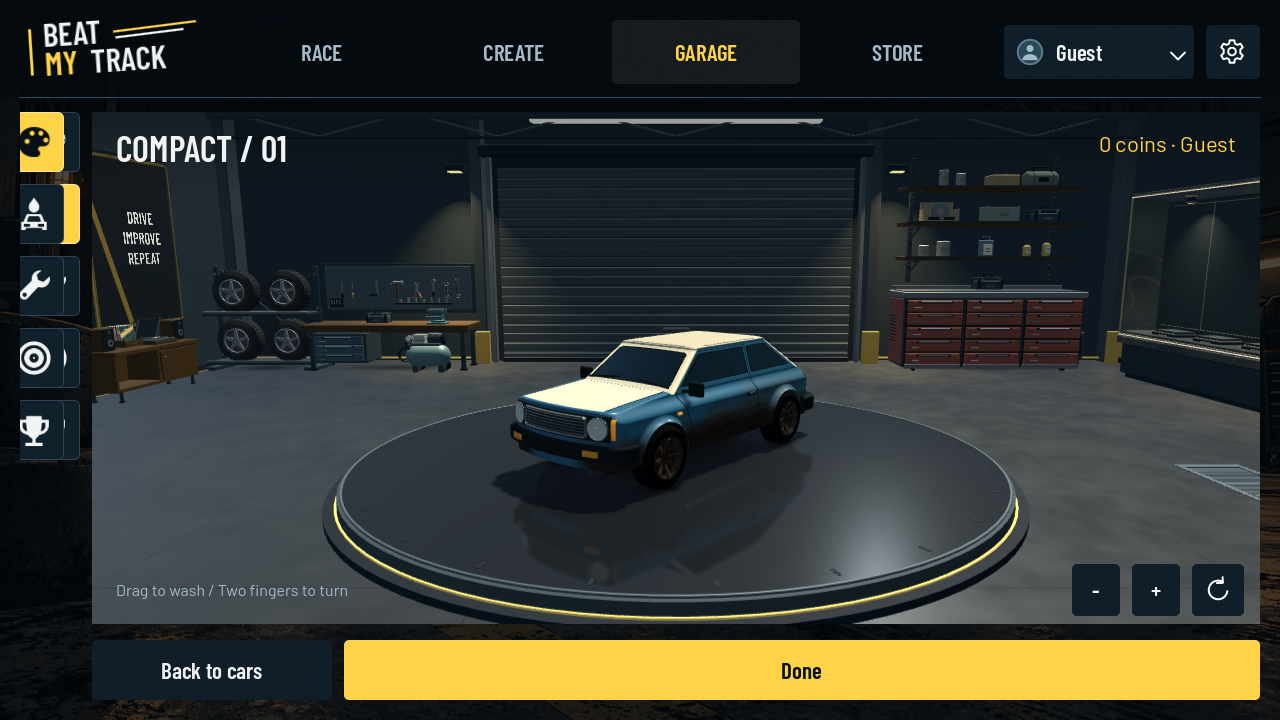 BEAT
MY TRACK
RACE
CREATE
GARAGE
STORE
Guest
COMPACT / 01
0 coins · Guest
DRIVE
IMPROVE
REPEAT
Drag to wash / Two fingers to turn
-
+
Back to cars
Done